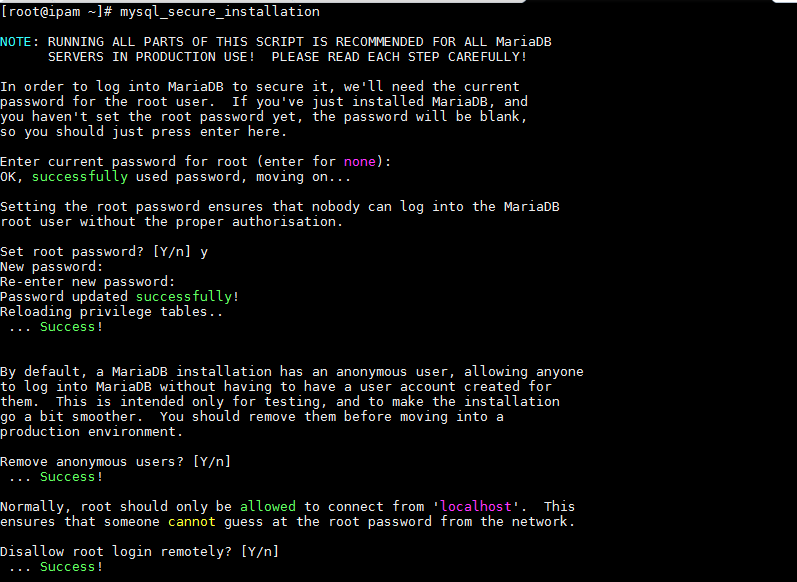 [root@ipam ~]# mysql_secure_installation
NOTE: RUNNING ALL PARTS OF THIS SCRIPT IS RECOMMENDED FOR ALL MariaDB
SERVERS IN PRODUCTION USE!  PLEASE READ EACH STEP CAREFULLY!
In order to log into MariaDB to secure it, we'll need the current
password for the root user.  If you've just installed MariaDB, and
you haven't set the root password yet, the password will be blank,
so you should just press enter here.
Enter current password for root (enter for none):
OK, successfully used password, moving on...
Setting the root password ensures that nobody can log into the MariaDB
root user without the proper authorisation.
Set root password? [Y/n] y
New password:
Re-enter new password:
Password updated successfully!
Reloading privilege tables..
... Success!
By default, a MariaDB installation has an anonymous user, allowing anyone
to log into MariaDB without having to have a user account created for
them.  This is intended only for testing, and to make the installation
go a bit smoother.  You should remove them before moving into a
production environment.
Remove anonymous users? [Y/n]
... Success!
Normally, root should only be allowed to connect from 'localhost'.  This
ensures that someone cannot guess at the root password from the network.
Disallow root login remotely? [Y/n]
... Success!